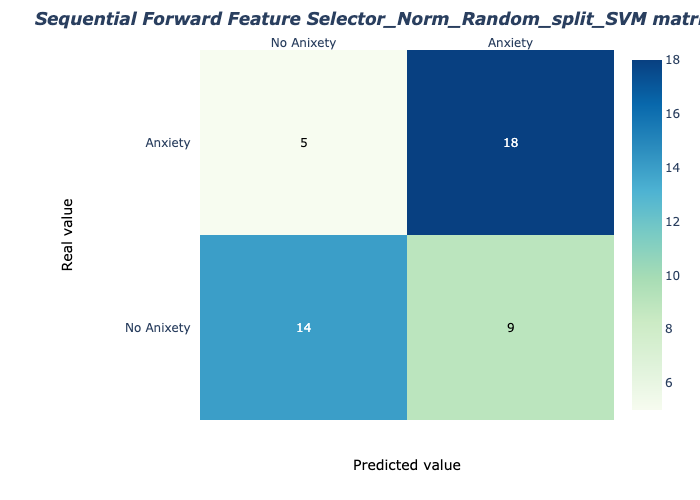 Sequential Forward Feature Selector_Norm_Random_split_SVM matri
No Anixety Anxiety
18
16
14
12
10
8
6
Anxiety
5 18
No Anixety
14 9
Real value
Predicted value